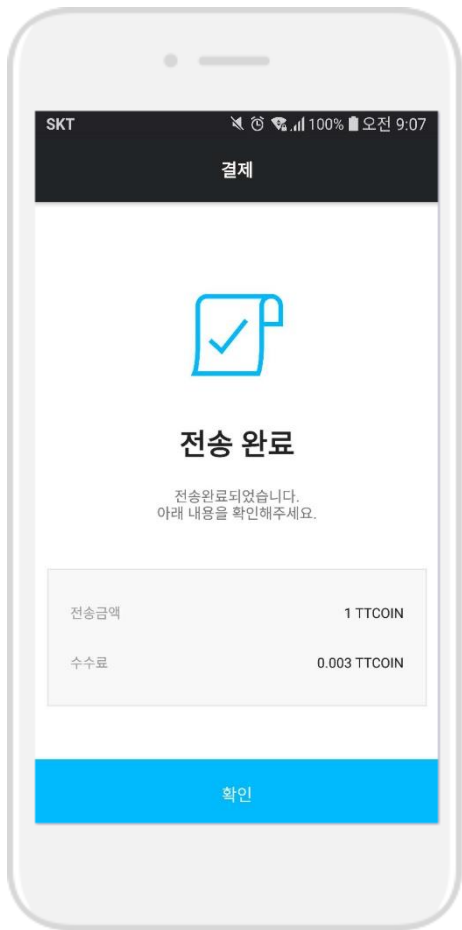 SKT 100% 오전 9:07
결제
전송 완료
전송완료되었습니다.
아래 내용을 확인해주세요.
전송금액 1 TTCOIN
수수료 0.003 TTCOIN
확인